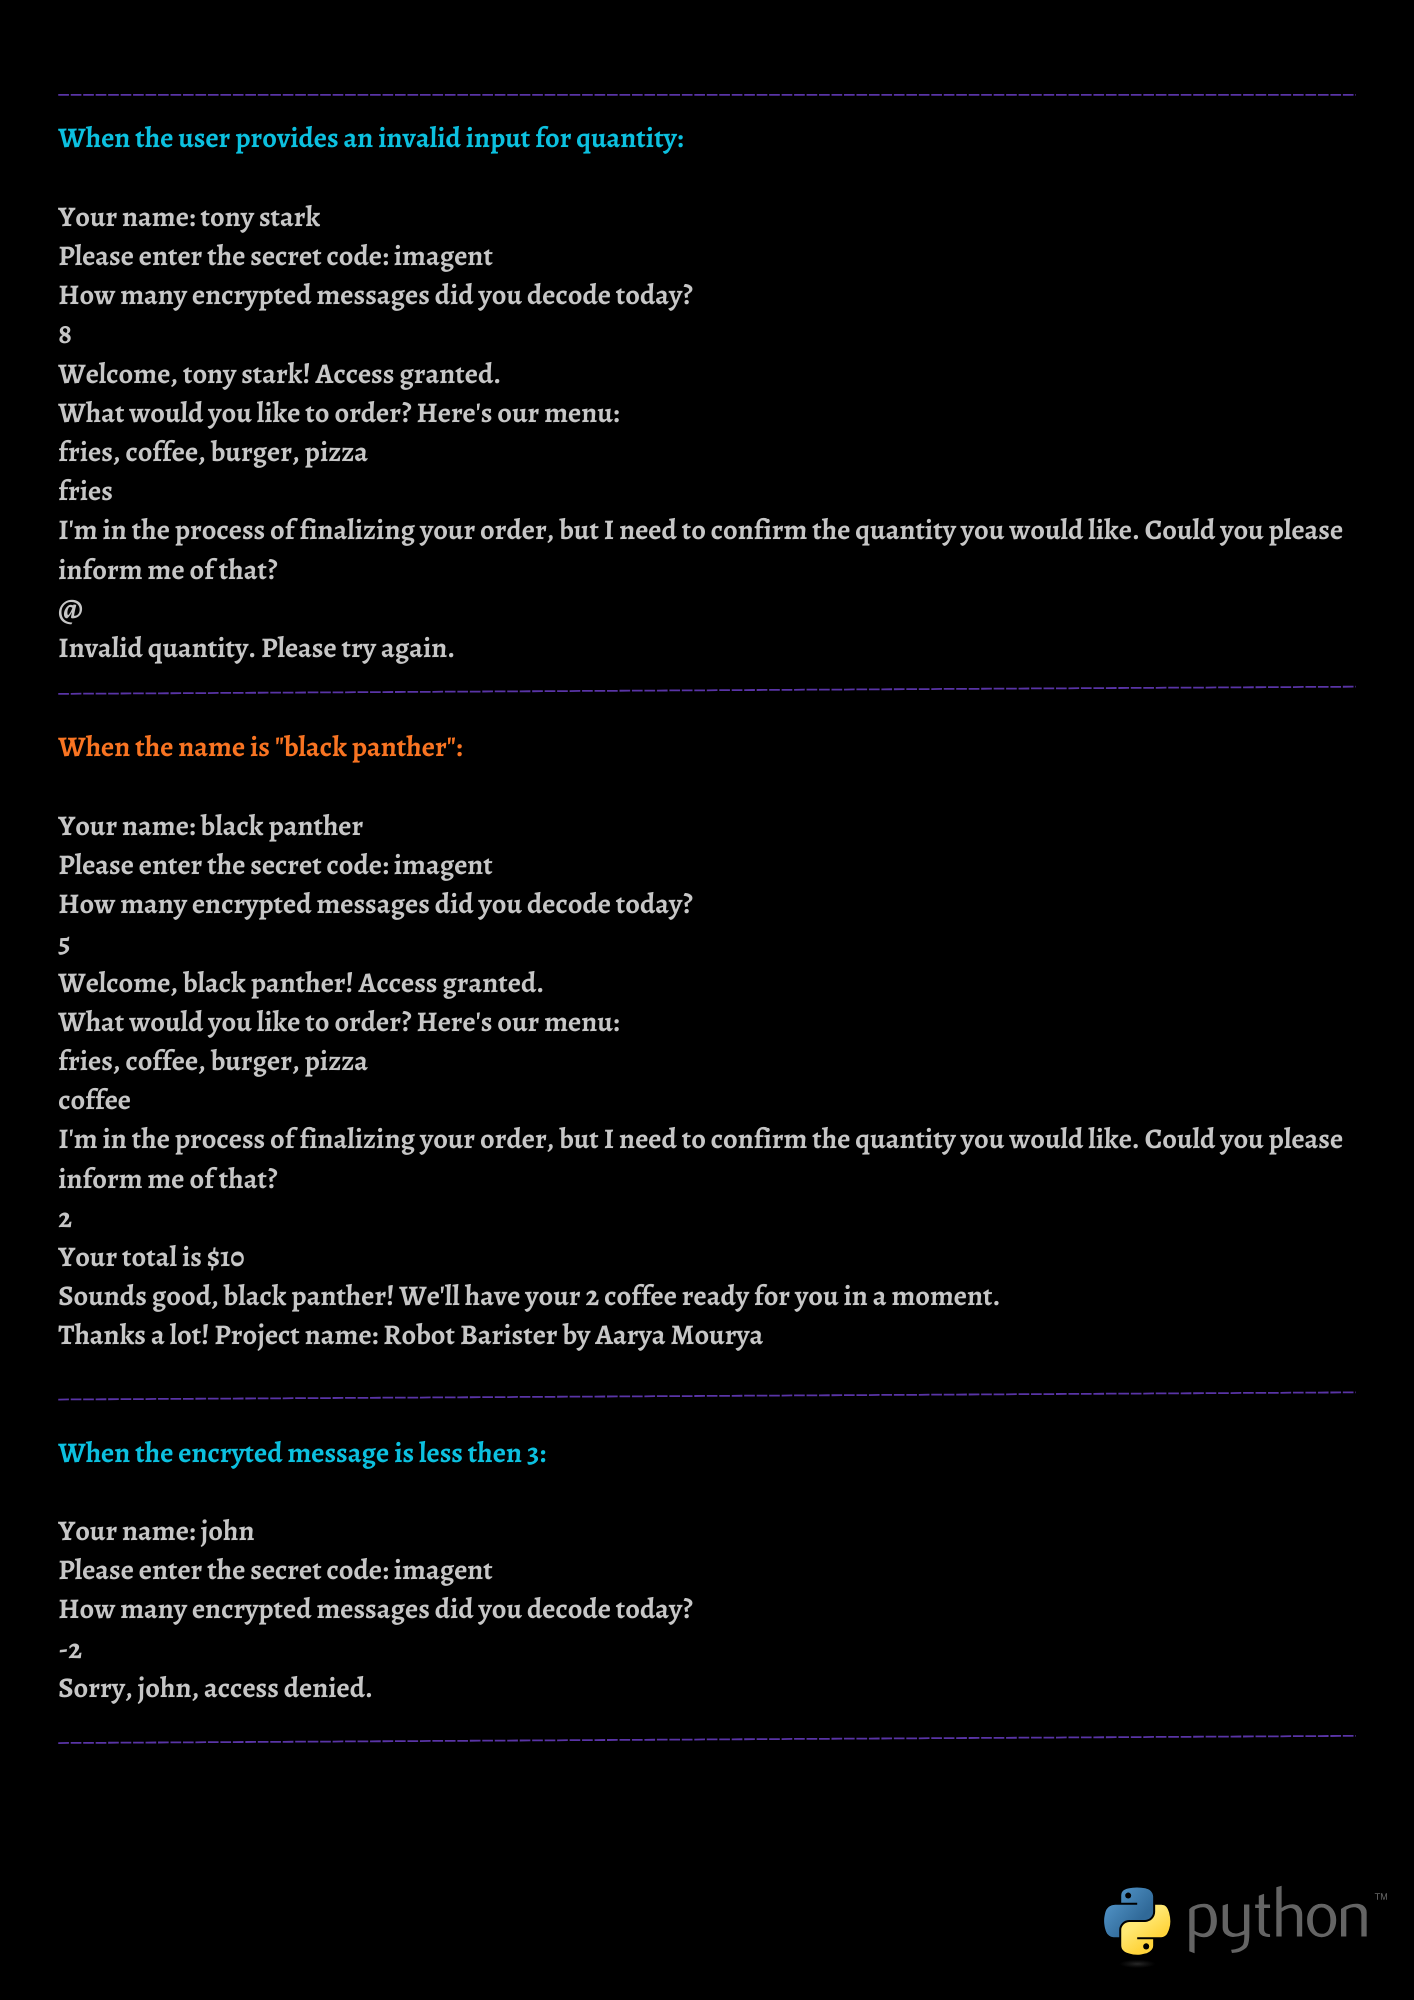 When the user provides an invalid input for quantity:
Your name: tony stark
Please enter the secret code: imagent
How many encrypted messages did you decode today?
8
Welcome, tony stark! Access granted.
What would you like to order? Here's our menu:
fries, coffee, burger, pizza
fries
I'm in the process of finalizing your order, but I need to confirm the quantity you would like. Could you please
inform me of that?
@
Invalid quantity. Please try again.
When the name is "black panther":
Your name: black panther
Please enter the secret code: imagent
How many encrypted messages did you decode today?
5
Welcome, black panther! Access granted.
What would you like to order? Here's our menu:
fries, coffee, burger, pizza
coffee
I'm in the process of finalizing your order, but I need to confirm the quantity you would like. Could you please
inform me of that?
2
Your total is $10
Sounds good, black panther! We'll have your 2 coffee ready for you in a moment.
Thanks a lot! Project name: Robot Barister by Aarya Mourya
When the encryted message is less then 3:
Your name: john
Please enter the secret code: imagent
How many encrypted messages did you decode today?
-2
Sorry, john, access denied.
python™